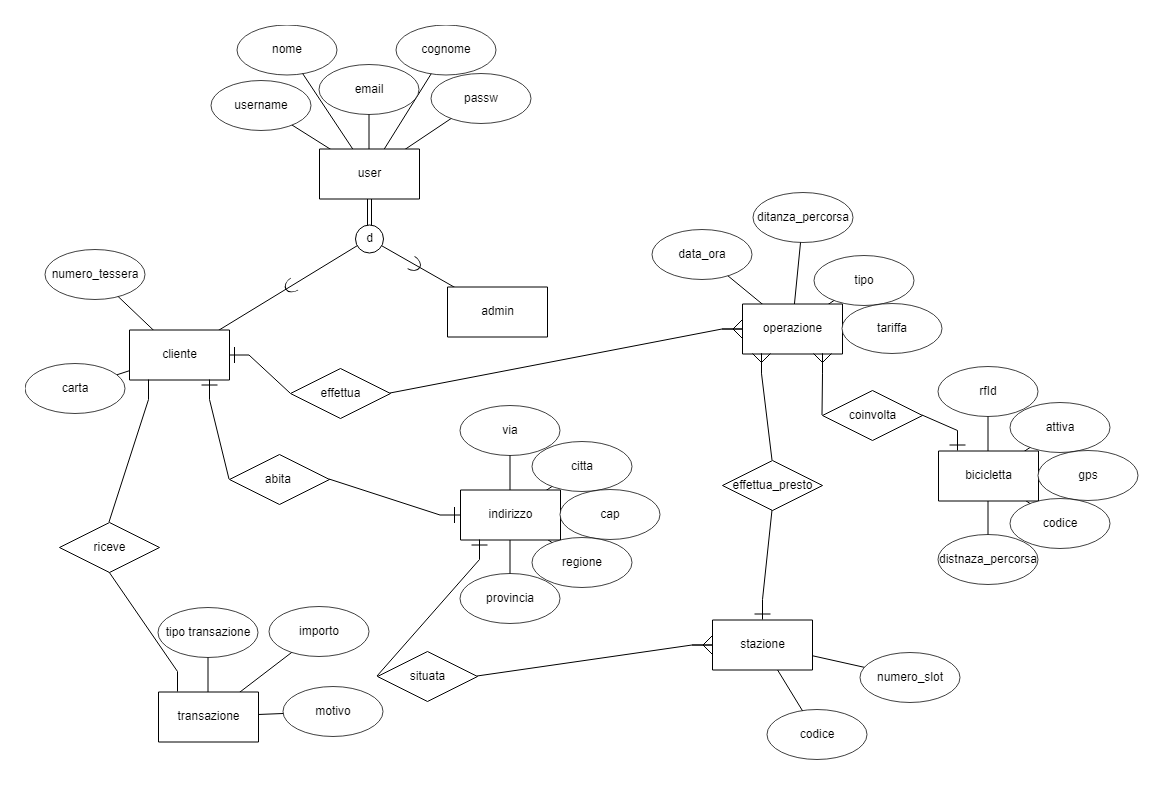 nome
cognome
email
username
passw
user
d
ditanza_percorsa
data_ora
numero_tessera
tipo
admin
operazione
tariffa
cliente
carta
effettua
rfId
coinvolta
attiva
via
citta
bicicletta
gps
abita
effettua_presto
indirizzo
cap
codice
riceve
regione
distnaza_percorsa
provincia
tipo transazione
importo
stazione
situata
numero_slot
transazione
motivo
codice